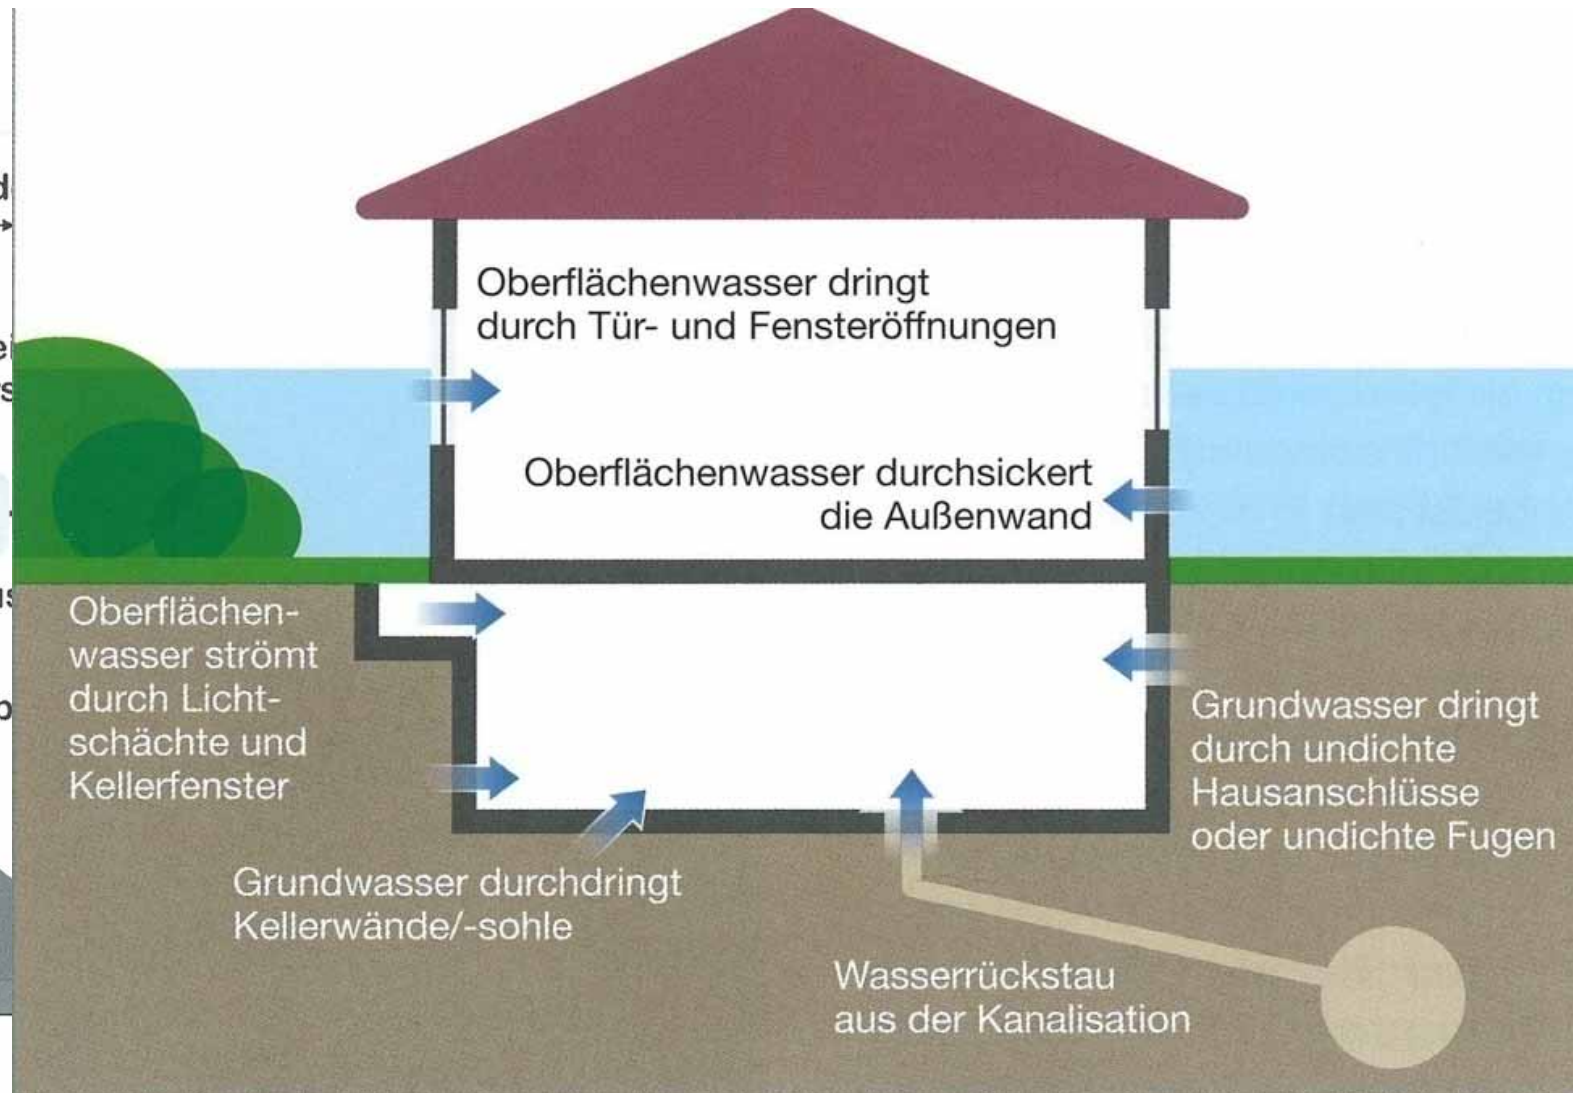 Oberflächenwasser dringt
durch Tür- und Fensteröffnungen
Oberflächenwasser durchsickert
die Außenwand
Oberflächen-
wasser strömt
durch Licht-
schächte und
Kellerfenster
Grundwasser dringt
durch undichte
Hausanschlüsse
oder undichte Fugen
Grundwasser durchdringt
Kellerwände/-sohle
Wasserrückstau
aus der Kanalisation